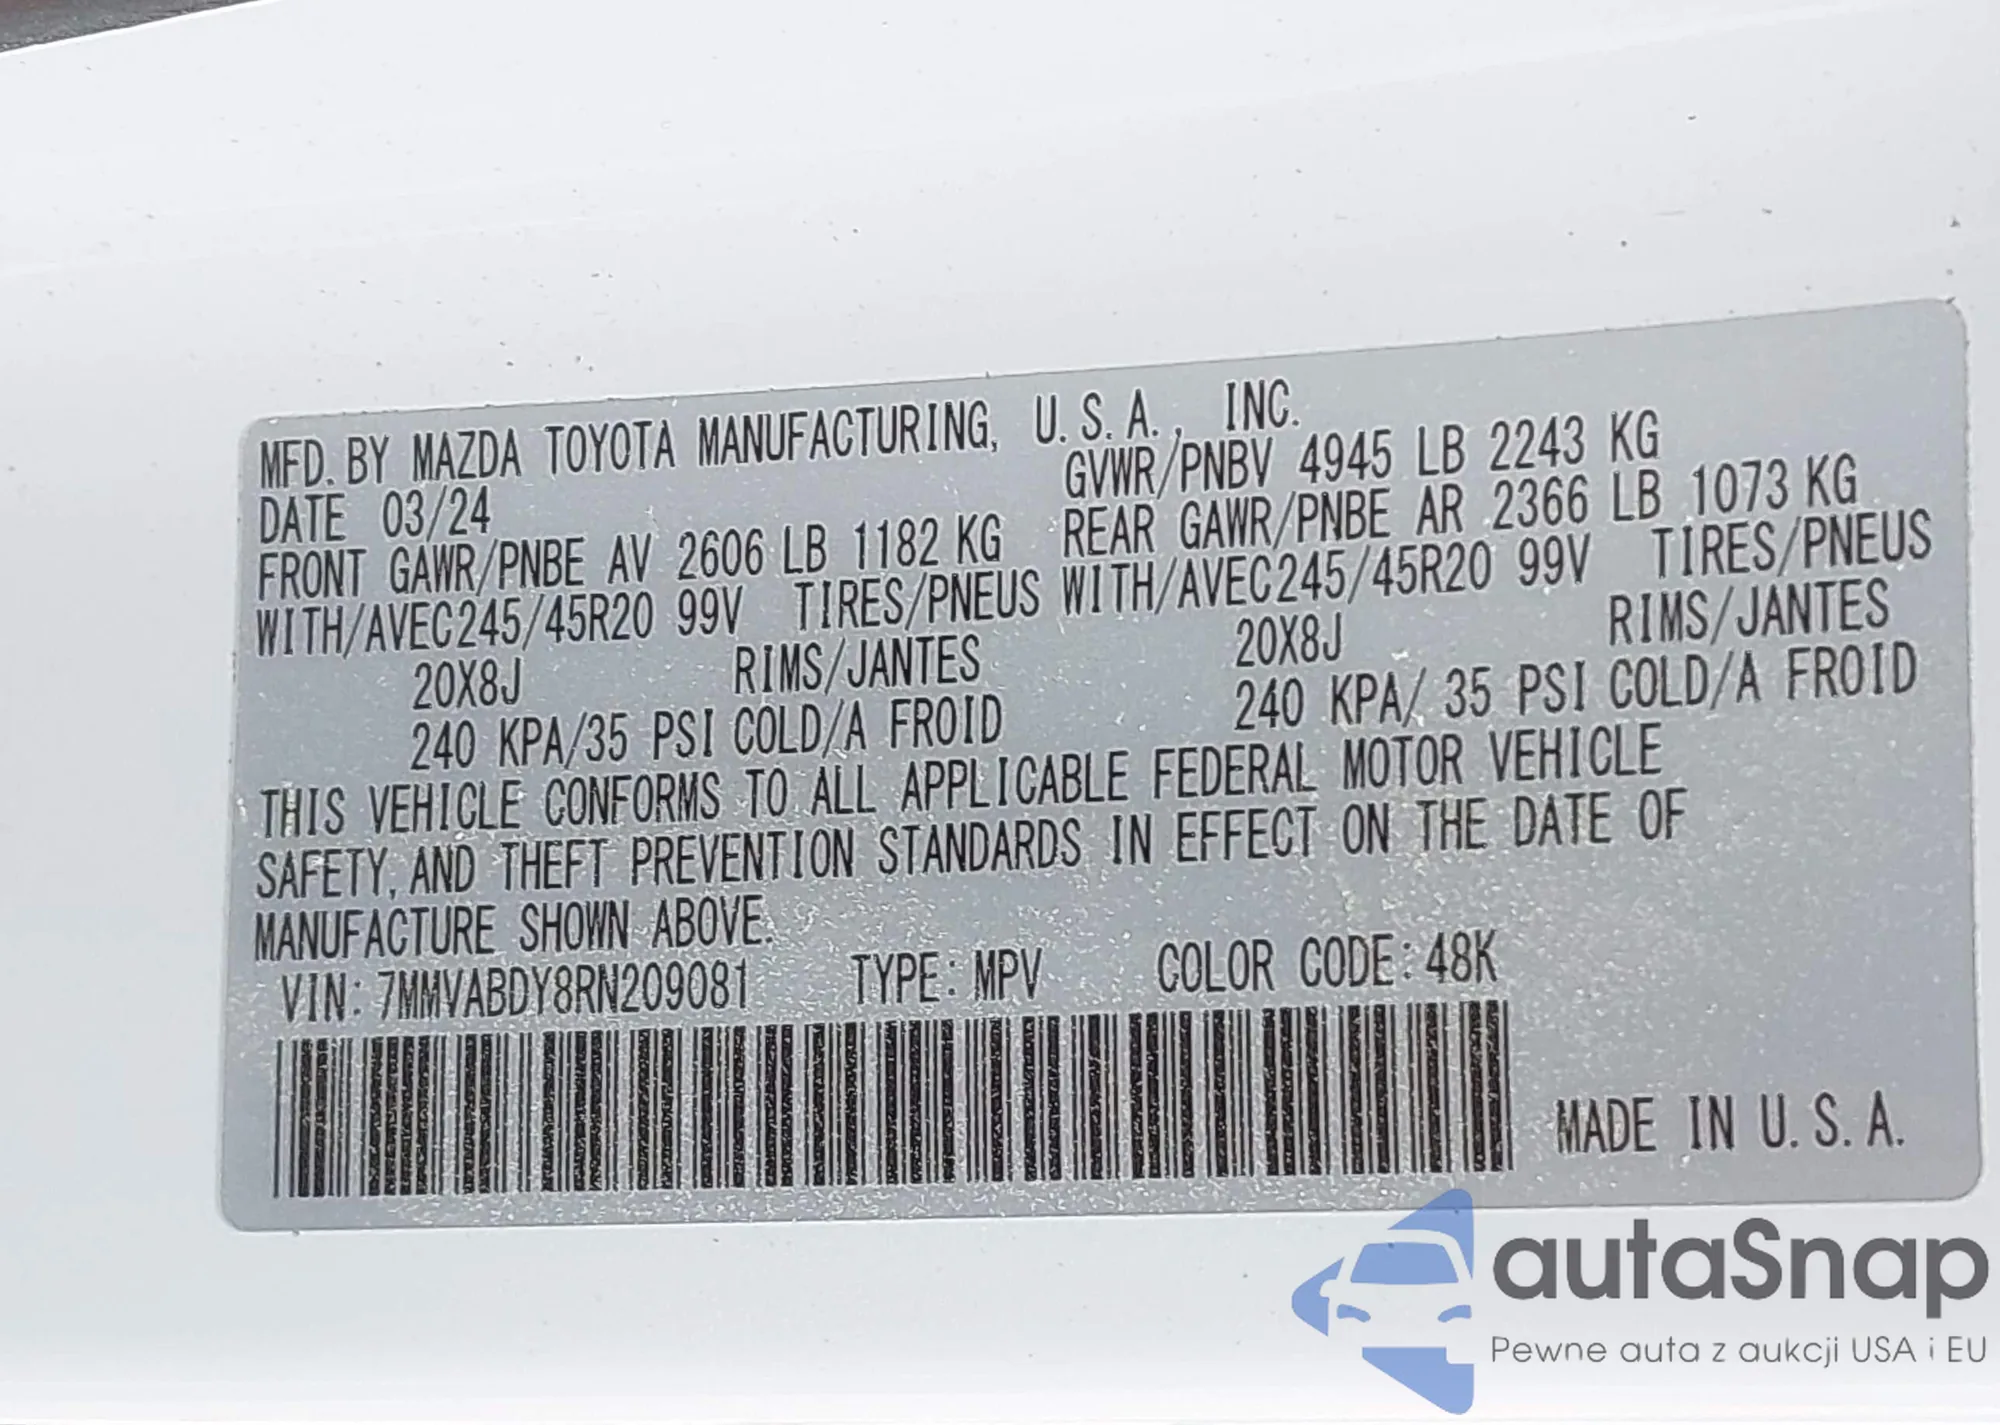 MFD. BY MAZDA TOYOTA MANUFACTURING, U.S.A., INC.
DATE 03/24 GVWR/PNBV 4945 LB 2243 KG
FRONT GAWR/PNBE AV 2606 LB 1182 KG REAR GAWR/PNBE AR 2366 LB 1073 KG
WITH/AVEC245/45R20 99V TIRES/PNEUS WITH/AVEC245/45R20 99V TIRES/PNEUS
20X8J RIMS/JANTES 20X8J RIMS/JANTES
240 KPA/35 PSI COLD/A FROID 240 KPA/ 35 PSI COLD/A FROID
THIS VEHICLE CONFORMS TO ALL APPLICABLE FEDERAL MOTOR VEHICLE
SAFETY, AND THEFT PREVENTION STANDARDS IN EFFECT ON THE DATE OF
MANUFACTURE SHOWN ABOVE.
VIN: 7MMVABDY8RN209081 TYPE: MPV COLOR CODE: 48K
MADE IN U.S.A.
autaSnap
Pewne auta z aukcji USA i EU